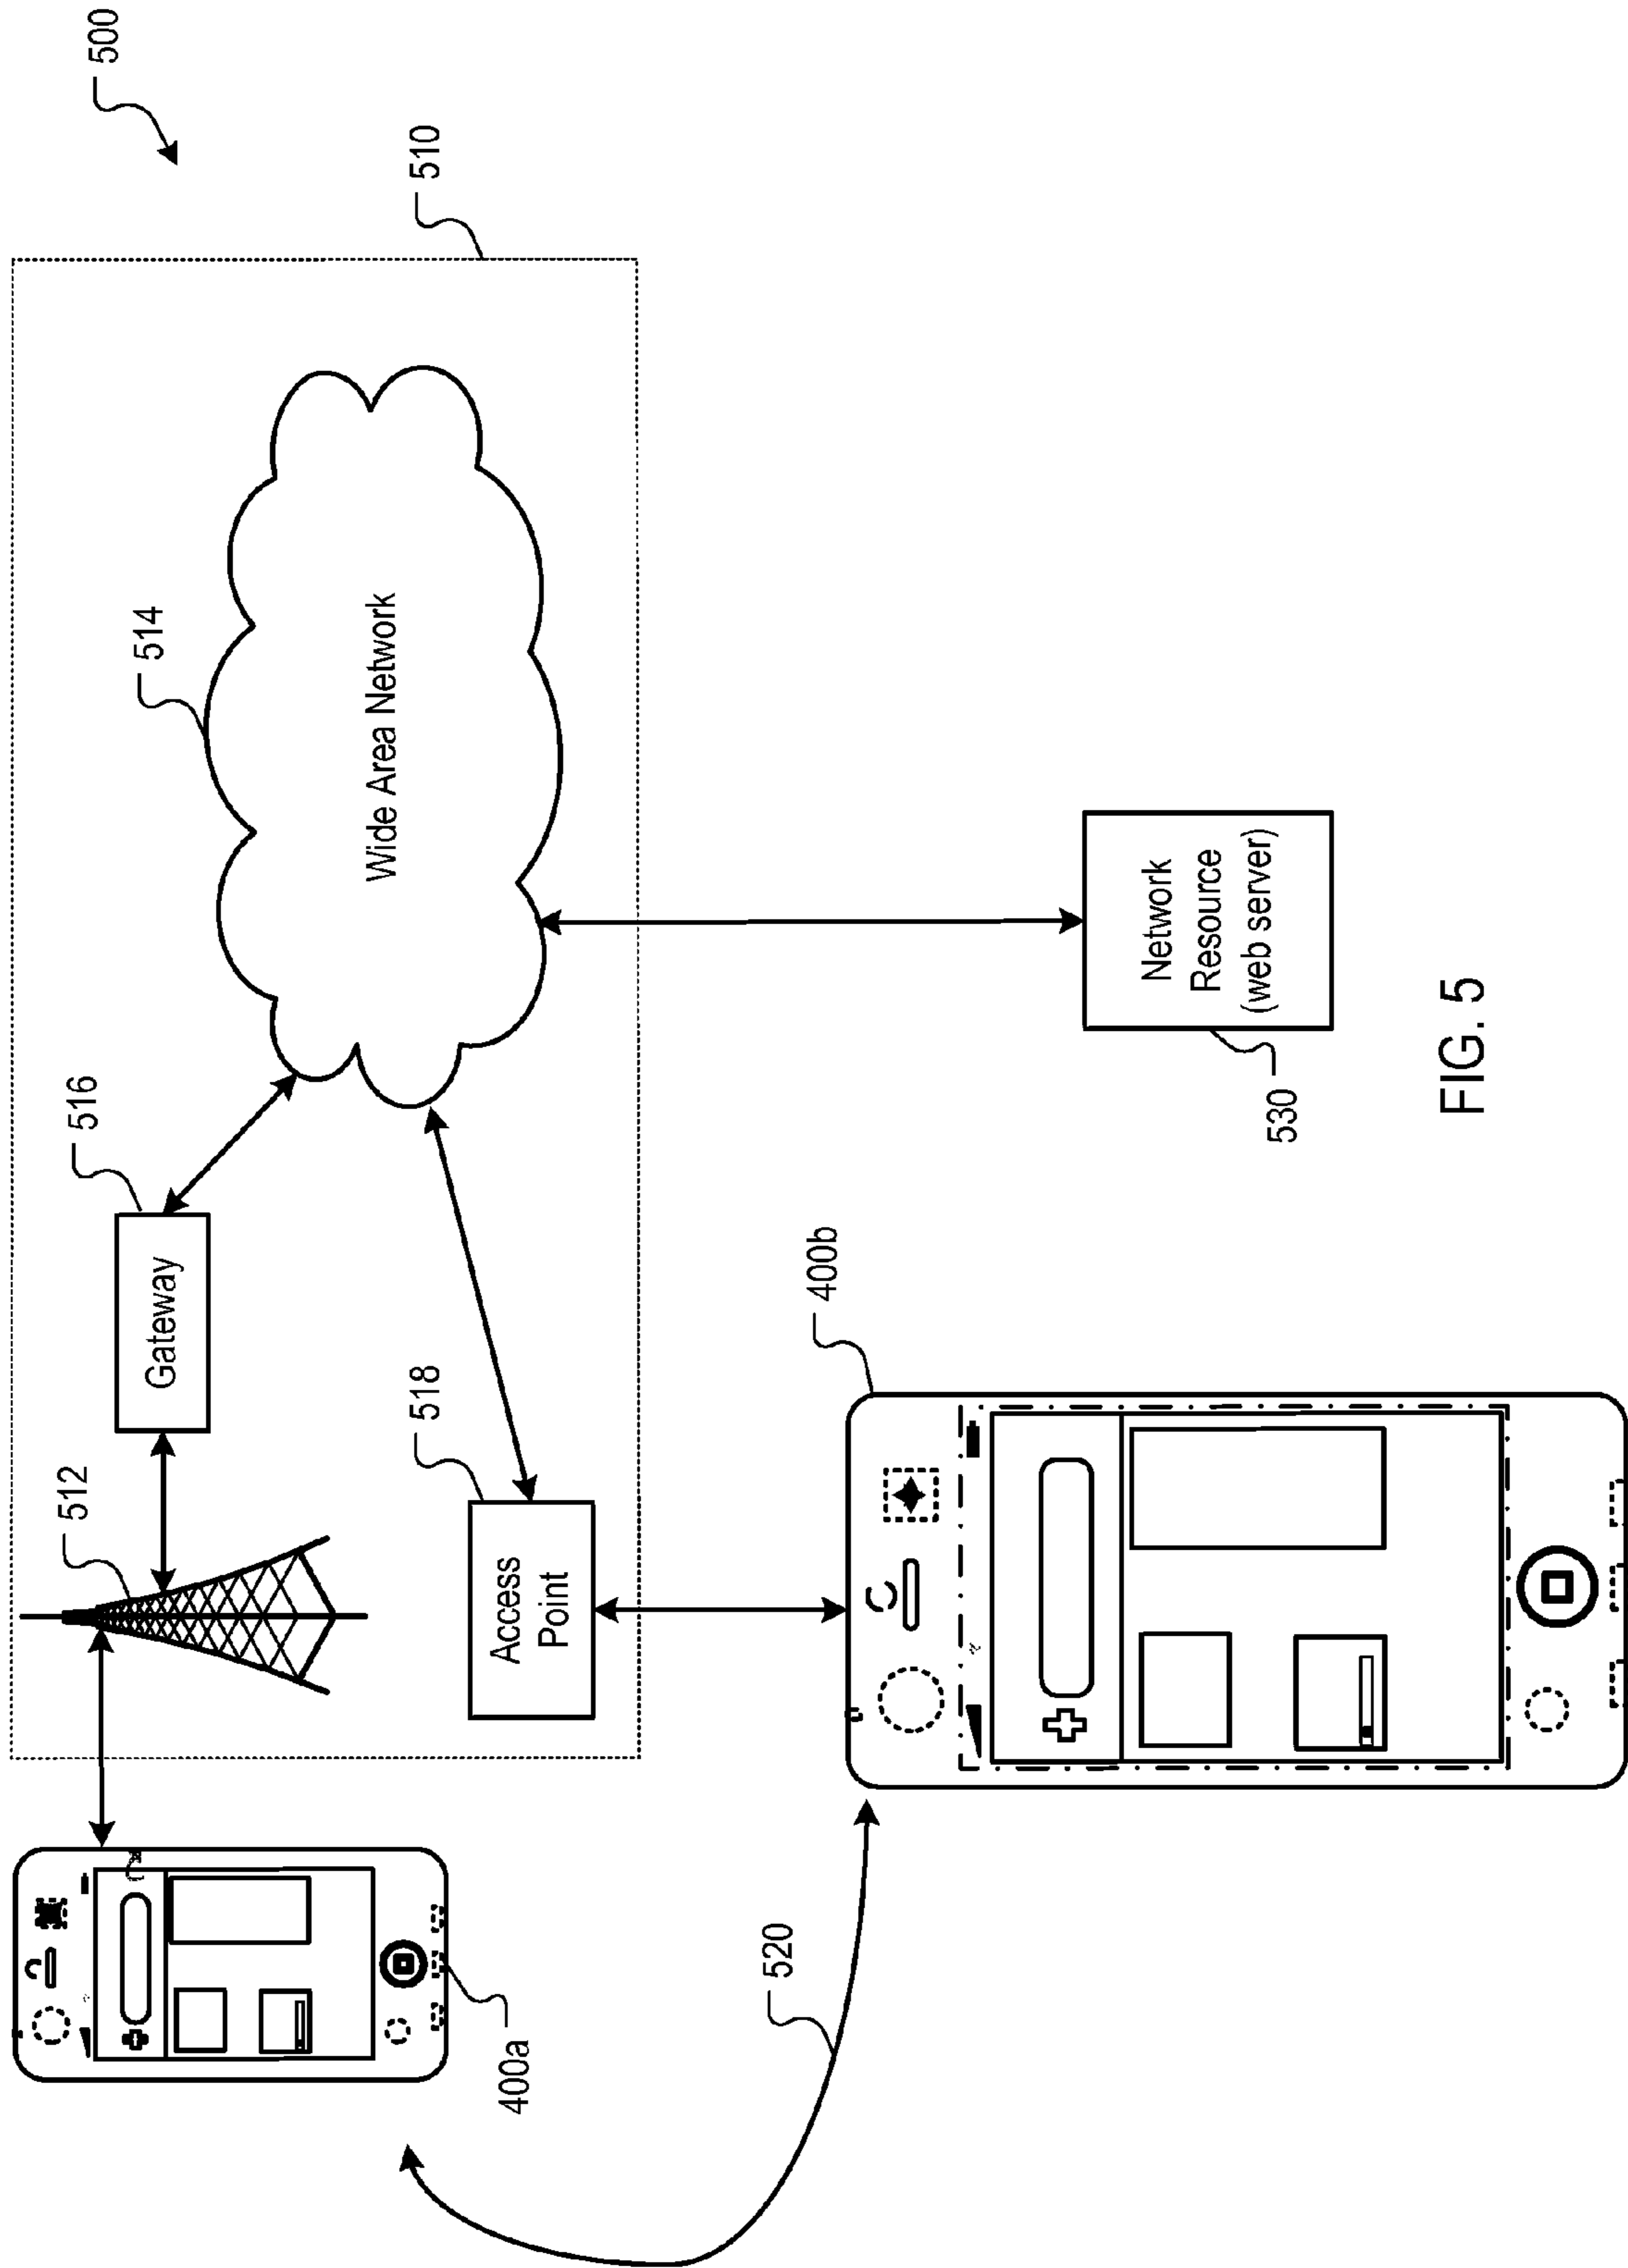 500
510
514
Wide Area Network
516
Gateway
512
518
Access
Point
400a
520
400b
Network
Resource
(web server)
530
FIG. 5